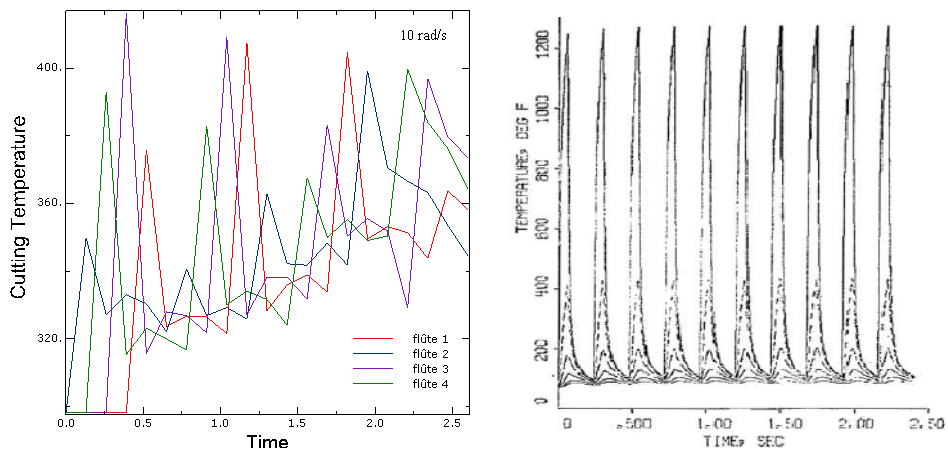 10 rad/s
400.
360.
320.
Cutting Temperature
flûte 1
flûte 2
flûte 3
flûte 4
0.0 0.5 1.0 1.5 2.0 2.5
Time
1200
1000
800
600
400
200
0
TEMPERATURE, DEG F
0 .500 1.00 1.50 2.00 2.50
TIME, SEC